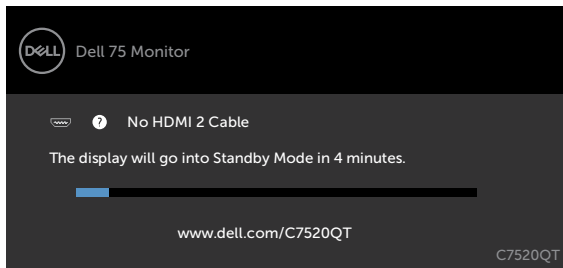 DELL
Dell 75 Monitor
? No HDMI 2 Cable
The display will go into Standby Mode in 4 minutes.
www.dell.com/C7520QT
C7520QT